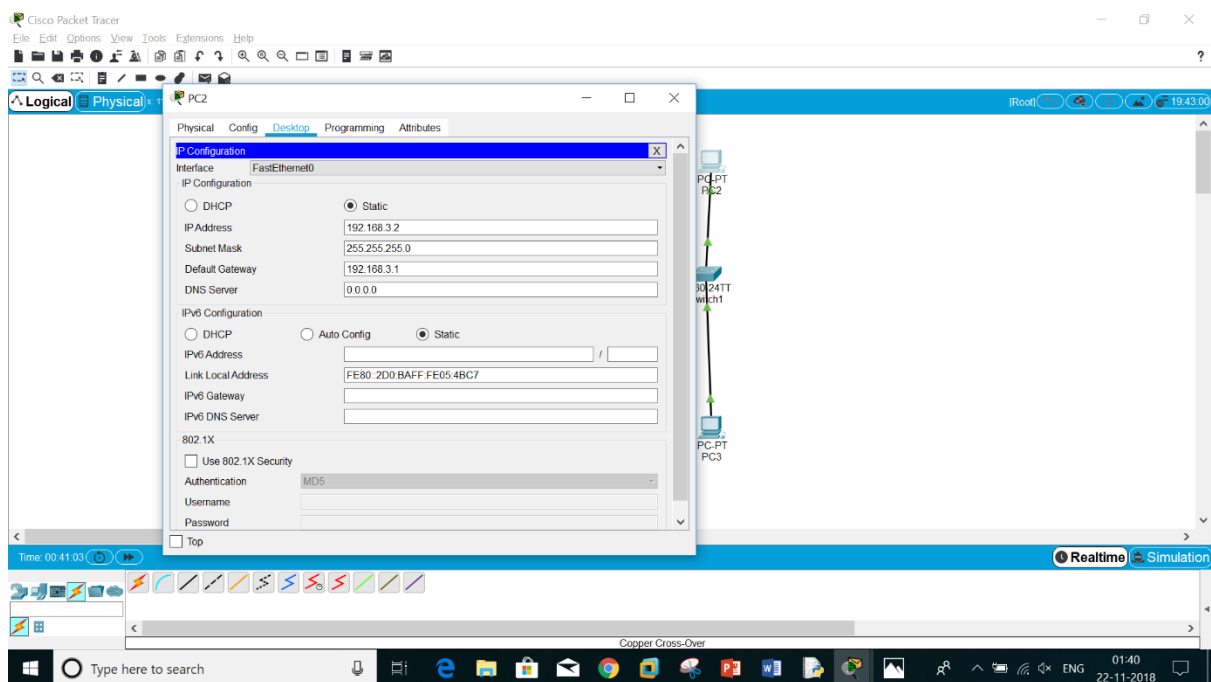 Cisco Packet Tracer
File Edit Options View Tools Extensions Help
?
Logical Physical x: 1
[Root] 19:43:00
PC2
Physical Config Desktop Programming Attributes
IP Configuration X
Interface FastEthernet0
IP Configuration
DHCP Static
IP Address 192.168.3.2
Subnet Mask 255.255.255.0
Default Gateway 192.168.3.1
DNS Server 0.0.0.0
IPv6 Configuration
DHCP Auto Config Static
IPv6 Address /
Link Local Address FE80::2D0:BAFF:FE05:4BC7
IPv6 Gateway
IPv6 DNS Server
802.1X
Use 802.1X Security
Authentication MD5
Username
Password
Top
PC-PT
PC2
60-24TT
witch1
PC-PT
PC3
Time: 00:41:03
Realtime Simulation
Copper Cross-Over
Type here to search
ENG
01:40
22-11-2018